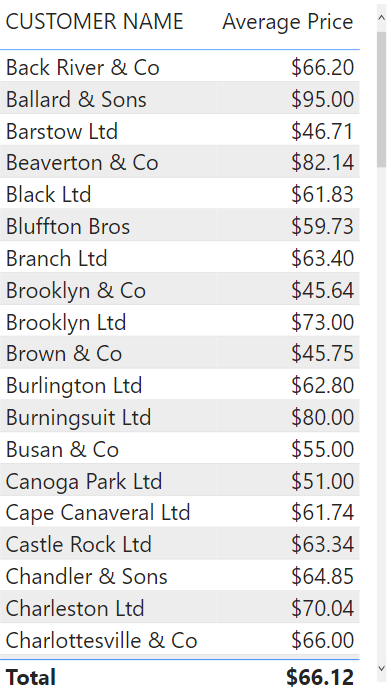 CUSTOMER NAME Average Price
Back River & Co $66.20
Ballard & Sons $95.00
Barstow Ltd $46.71
Beaverton & Co $82.14
Black Ltd $61.83
Bluffton Bros $59.73
Branch Ltd $63.40
Brooklyn & Co $45.64
Brooklyn Ltd $73.00
Brown & Co $45.75
Burlington Ltd $62.80
Burningsuit Ltd $80.00
Busan & Co $55.00
Canoga Park Ltd $51.00
Cape Canaveral Ltd $61.74
Castle Rock Ltd $63.34
Chandler & Sons $64.85
Charleston Ltd $70.04
Charlottesville & Co $66.00
Total $66.12